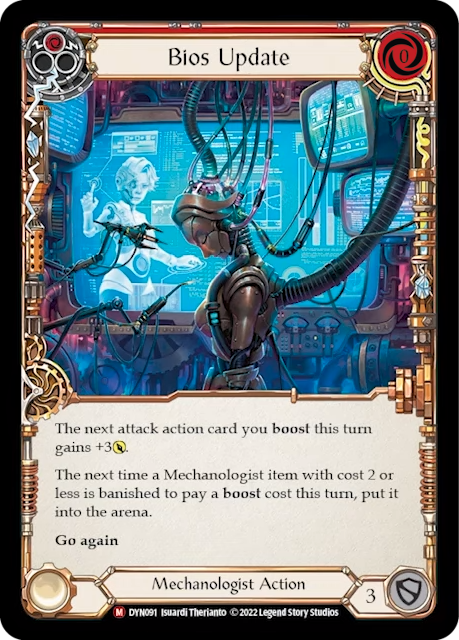 Bios Update
0
The next attack action card you boost this turn
gains +3.
The next time a Mechanologist item with cost 2 or
less is banished to pay a boost cost this turn, put it
into the arena.
Go again
Mechanologist Action
3
M DYN091 Isuardi Therianto © 2022 Legend Story Studios